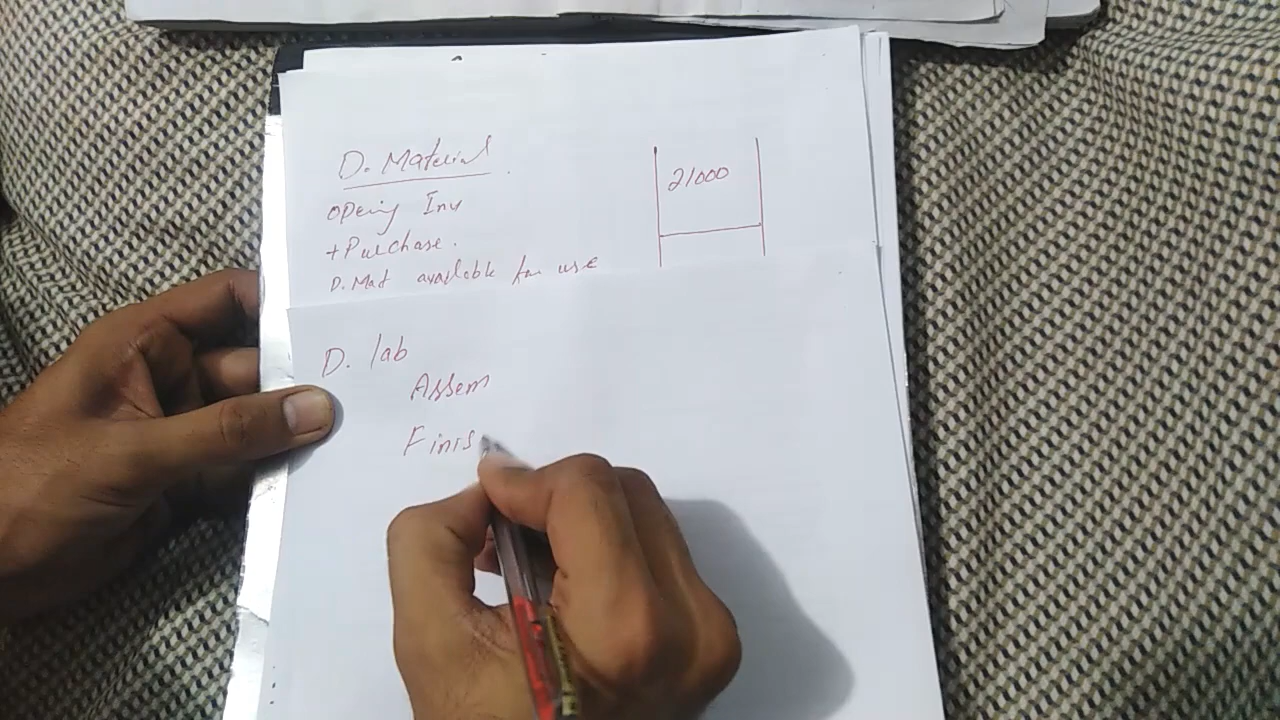 D. Material
21000
opening Inv
+Purchase.
D. Mat available for use
D. lab
Assem
Finis